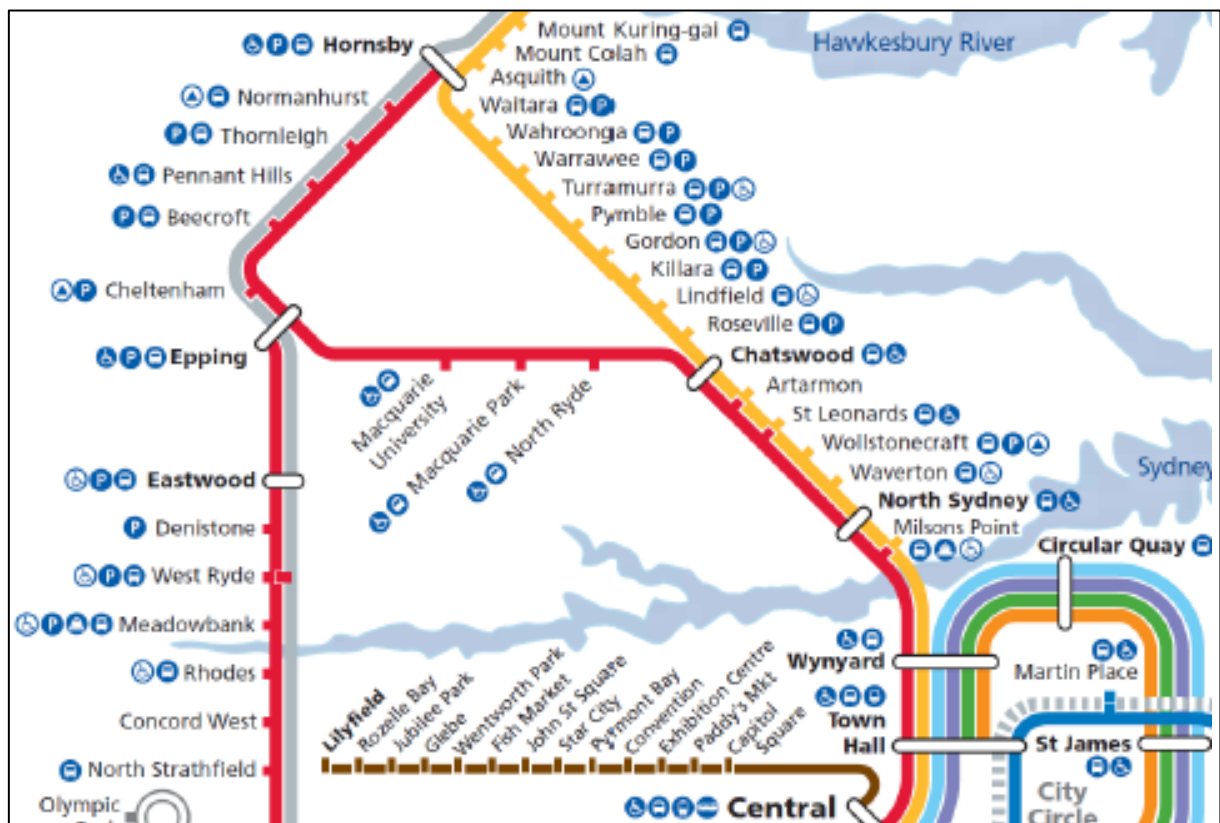 Hornsby
Normanhurst
Thornleigh
Pennant Hills
Beecroft
Cheltenham
Epping
Eastwood
Denistone
West Ryde
Meadowbank
Rhodes
Concord West
North Strathfield
Olympic
Mount Kuring-gai
Mount Colah
Asquith
Waitara
Wahroonga
Warrawee
Turramurra
Pymble
Gordon
Killara
Lindfield
Roseville
Chatswood
Artarmon
St Leonards
Wollstonecraft
Waverton
North Sydney
Milsons Point
Hawkesbury River
Sydney
Macquarie
University
Macquarie Park
North Ryde
Circular Quay
Wynyard
Martin Place
Town
Hall
St James
City
Circle
Central
Lilyfield
Rozelle Bay
Jubilee Park
Glebe
Wentworth Park
Fish Market
John St Square
Star City
Pyrmont Bay
Convention
Exhibition Centre
Paddy's Mkt
Capitol
Square